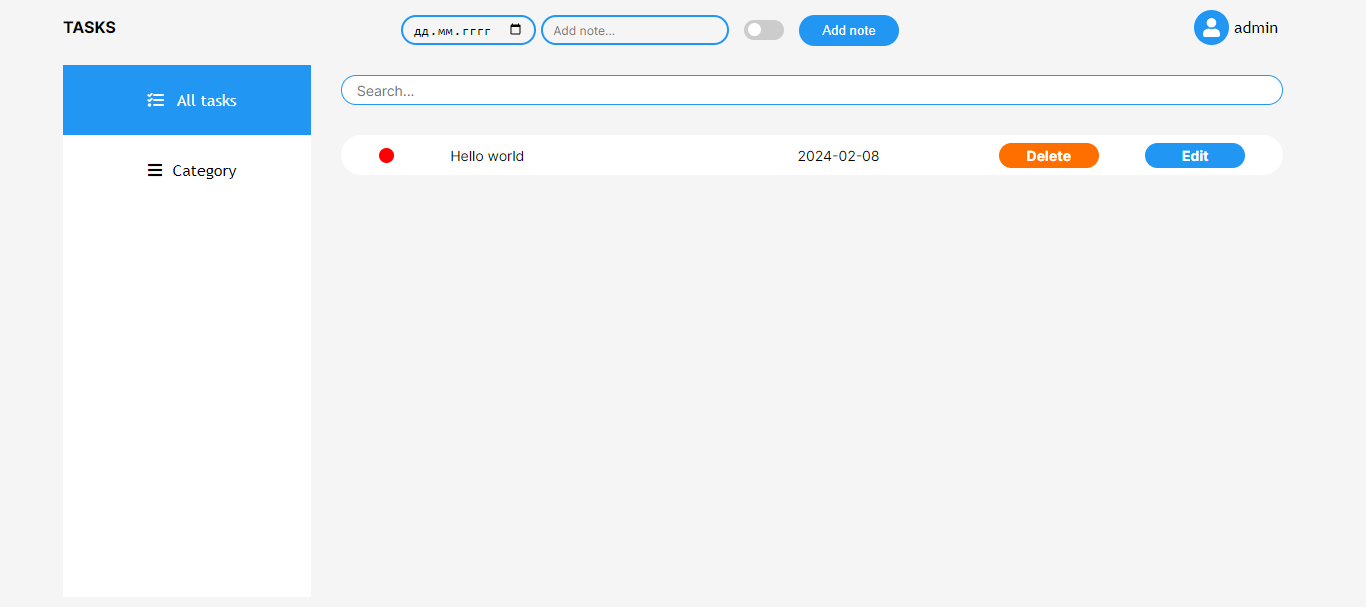 TASKS
дд.мм.гггг
Add note...
Add note
admin
All tasks
Category
Search...
Hello world
2024-02-08
Delete
Edit